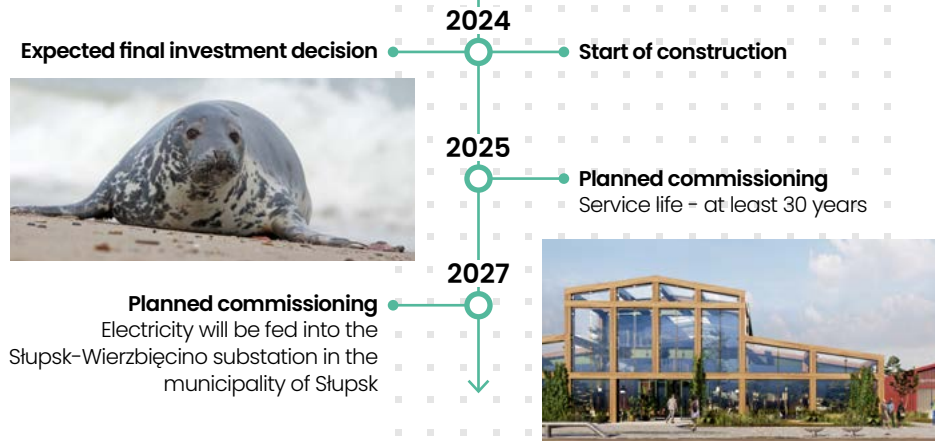 2024
Expected final investment decision
Start of construction
2025
Planned commissioning
Service life - at least 30 years
2027
Planned commissioning
Electricity will be fed into the
Słupsk-Wierzbięcino substation in the
municipality of Słupsk